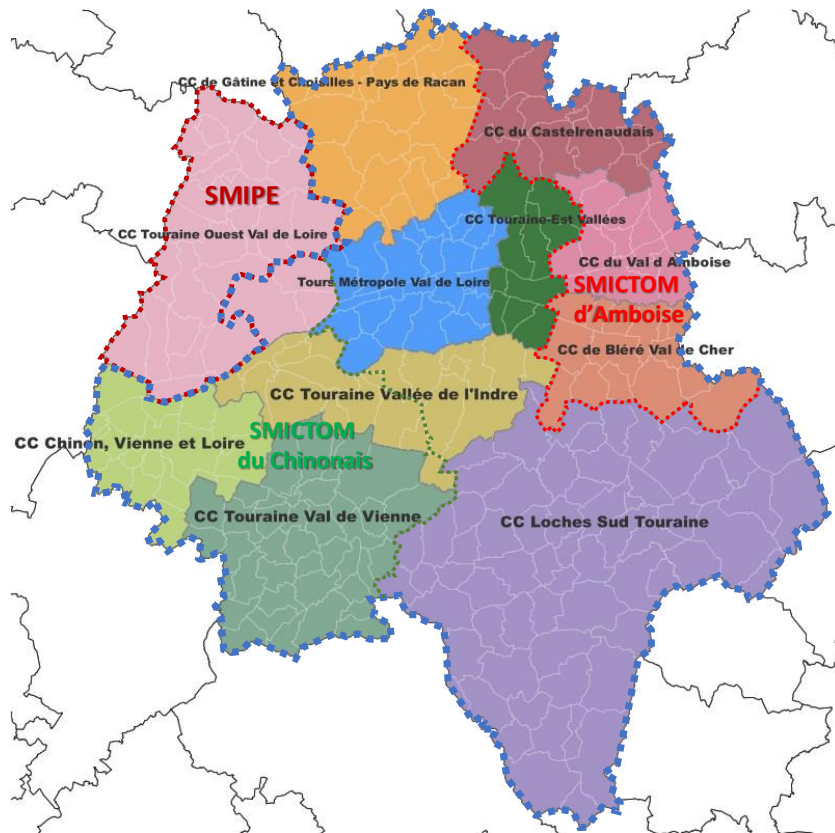 CC de Gâtine et Choisilles - Pays de Racan
CC du Castelrenaudais
SMIPE
CC Touraine Ouest Val de Loire
CC Touraine-Est Vallées
CC du Val d Amboise
Tours Métropole Val de Loire
SMICTOM
d'Amboise
CC de Bléré Val de Cher
CC Touraine Vallée de l'Indre
CC Chinon, Vienne et Loire
SMICTOM
du Chinonais
CC Touraine Val de Vienne
CC Loches Sud Touraine